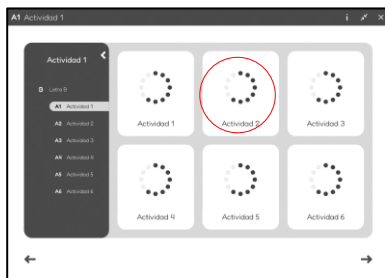 A1 Actividad 1
Actividad 1
B Letra B
A1 Actividad 1
A2 Actividad 2
A3 Actividad 3
A4 Actividad 4
A5 Actividad 5
A6 Actividad 6
Actividad 1
Actividad 2
Actividad 3
Actividad 4
Actividad 5
Actividad 6